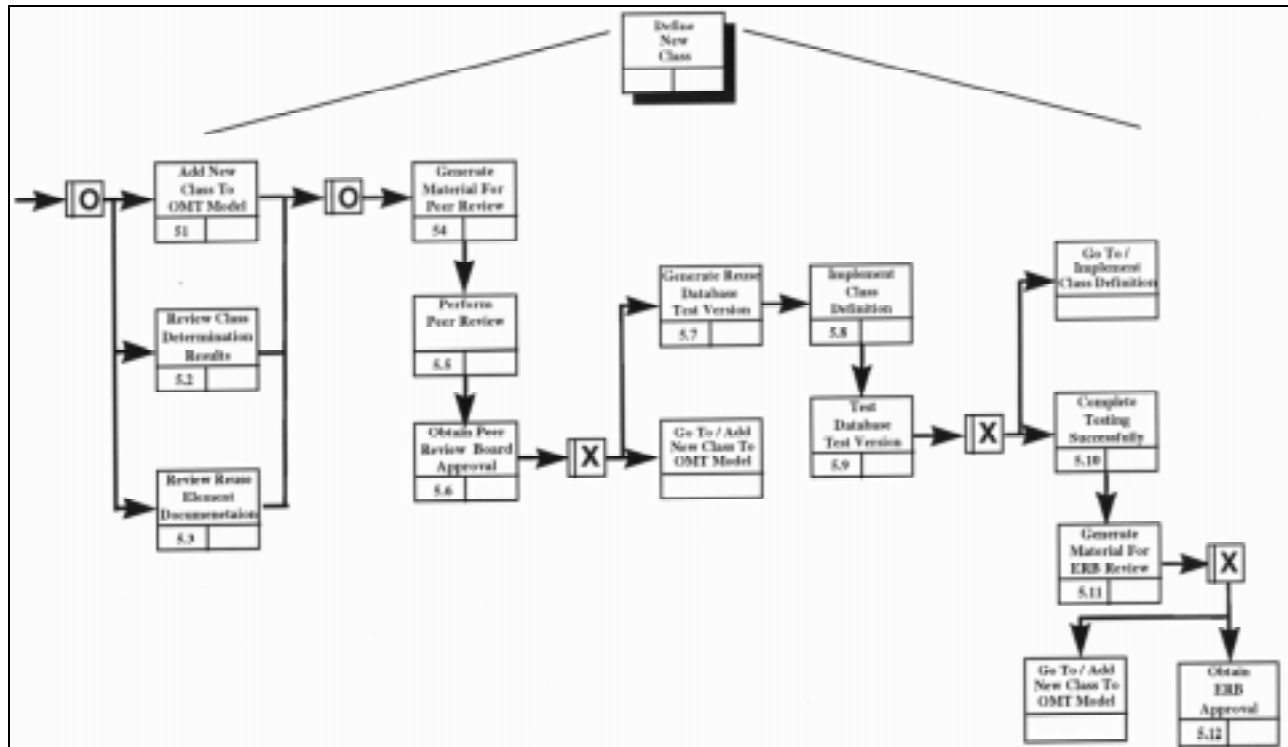 Define
New
Class
O
Add New
Class To
OMT Model
51
O
Generate
Material For
Peer Review
54
Review Class
Determination
Results
5.2
Perform
Peer Review
5.5
Review Reuse
Element
Documenetaion
5.3
Obtain Peer
Review Board
Approval
5.6
X
Generate Reuse
Database
Test Version
5.7
Go To / Add
New Class To
OMT Model
Implement
Class
Definition
5.8
Test
Database
Test Version
5.9
X
Go To /
Implement
Class Definition
Complete
Testing
Successfully
5.10
Generate
Material For
ERB Review
5.11
X
Go To / Add
New Class To
OMT Model
Obtain
ERB
Approval
5.12